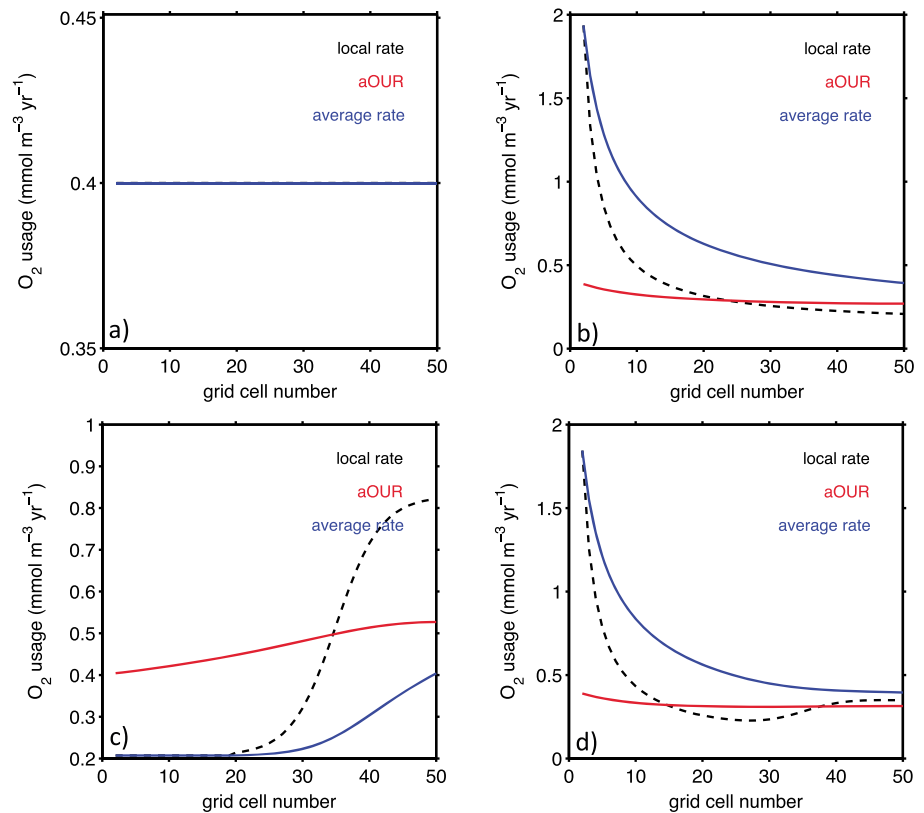 0.45
0.4
0.35
O2 usage (mmol m−3 yr−1)
local rate
aOUR
average rate
a)
0 10 20 30 40 50
grid cell number
2
1.5
1
0.5
0
O2 usage (mmol m−3 yr−1)
local rate
aOUR
average rate
b)
0 10 20 30 40 50
grid cell number
1
0.9
0.8
0.7
0.6
0.5
0.4
0.3
0.2
O2 usage (mmol m−3 yr−1)
local rate
aOUR
average rate
c)
0 10 20 30 40 50
grid cell number
2
1.5
1
0.5
0
O2 usage (mmol m−3 yr−1)
local rate
aOUR
average rate
d)
0 10 20 30 40 50
grid cell number